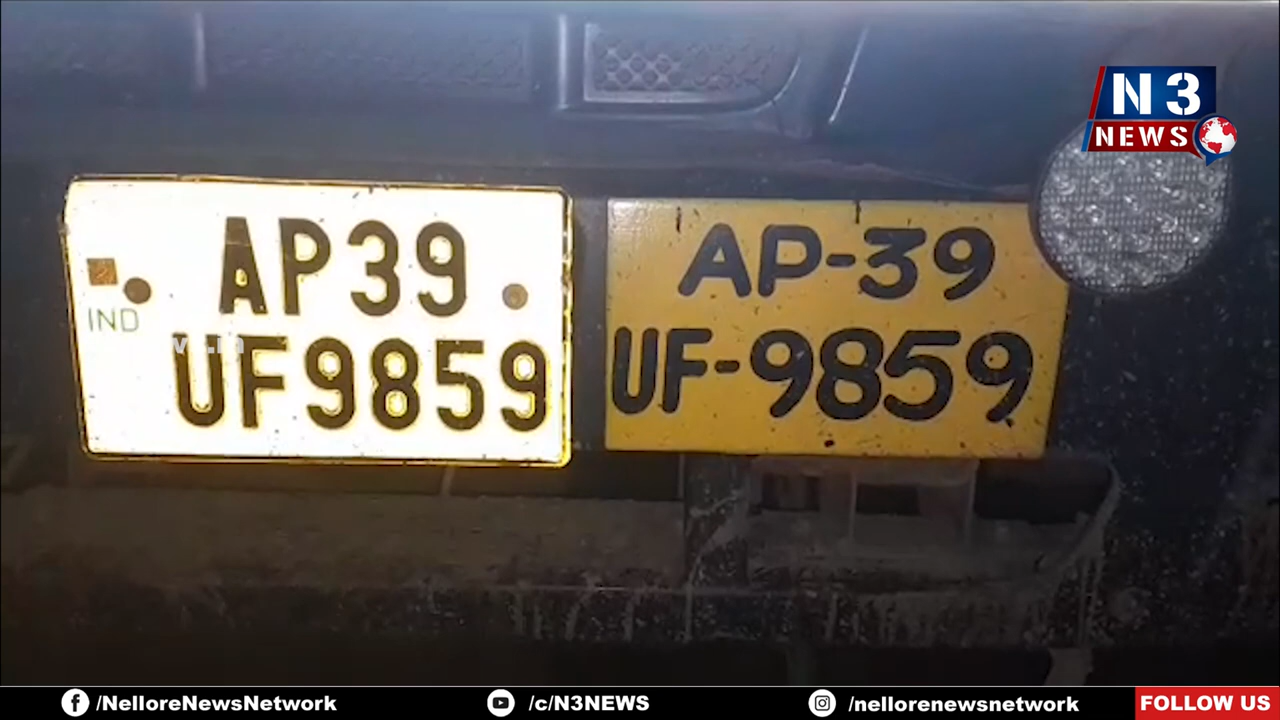 N3
NEWS
IND
AP39
UF9859
AP-39
UF-9859
/NelloreNewsNetwork
/c/N3NEWS
/nellorenewsnetwork
FOLLOW US